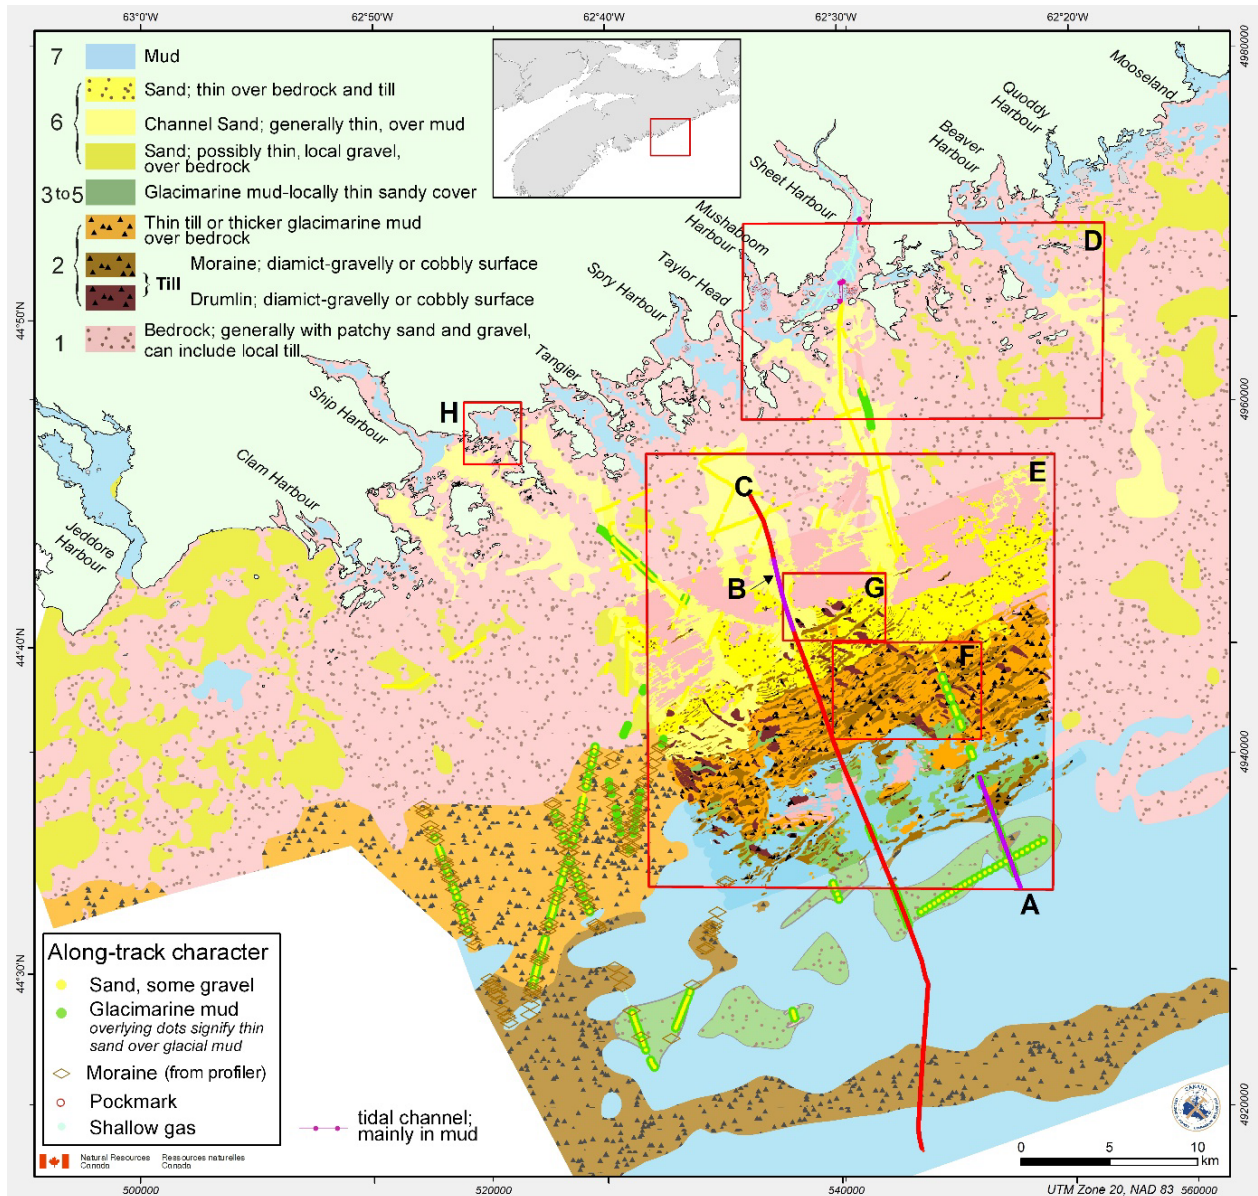 63°0'W
62°50'W
62°40'W
62°30'W
62°20'W
4980000
7 Mud
Sand; thin over bedrock and till
6 Channel Sand; generally thin, over mud
Sand; possibly thin, local gravel,
over bedrock
3 to 5 Glacimarine mud-locally thin sandy cover
Thin till or thicker glacimarine mud
over bedrock
2 Moraine; diamict-gravelly or cobbly surface
Till
Drumlin; diamict-gravelly or cobbly surface
1 Bedrock; generally with patchy sand and gravel,
can include local till
Mooseland
Quoddy
Harbour
Beaver
Harbour
Sheet Harbour
Mushaboom
Harbour
Taylor Head
Spry Harbour
Tangier
Ship Harbour
Clam Harbour
Jeddore
Harbour
D
H
E
C
B
G
F
A
44°50'N
44°40'N
44°30'N
4960000
4940000
4920000
Along-track character
Sand, some gravel
Glacimarine mud
overlying dots signify thin
sand over glacial mud
Moraine (from profiler)
Pockmark
Shallow gas
tidal channel;
mainly in mud
Natural Resources
Canada
Ressources naturelles
Canada
CANADA
0 5 10
km
500000
520000
540000
UTM Zone 20, NAD 83
560000